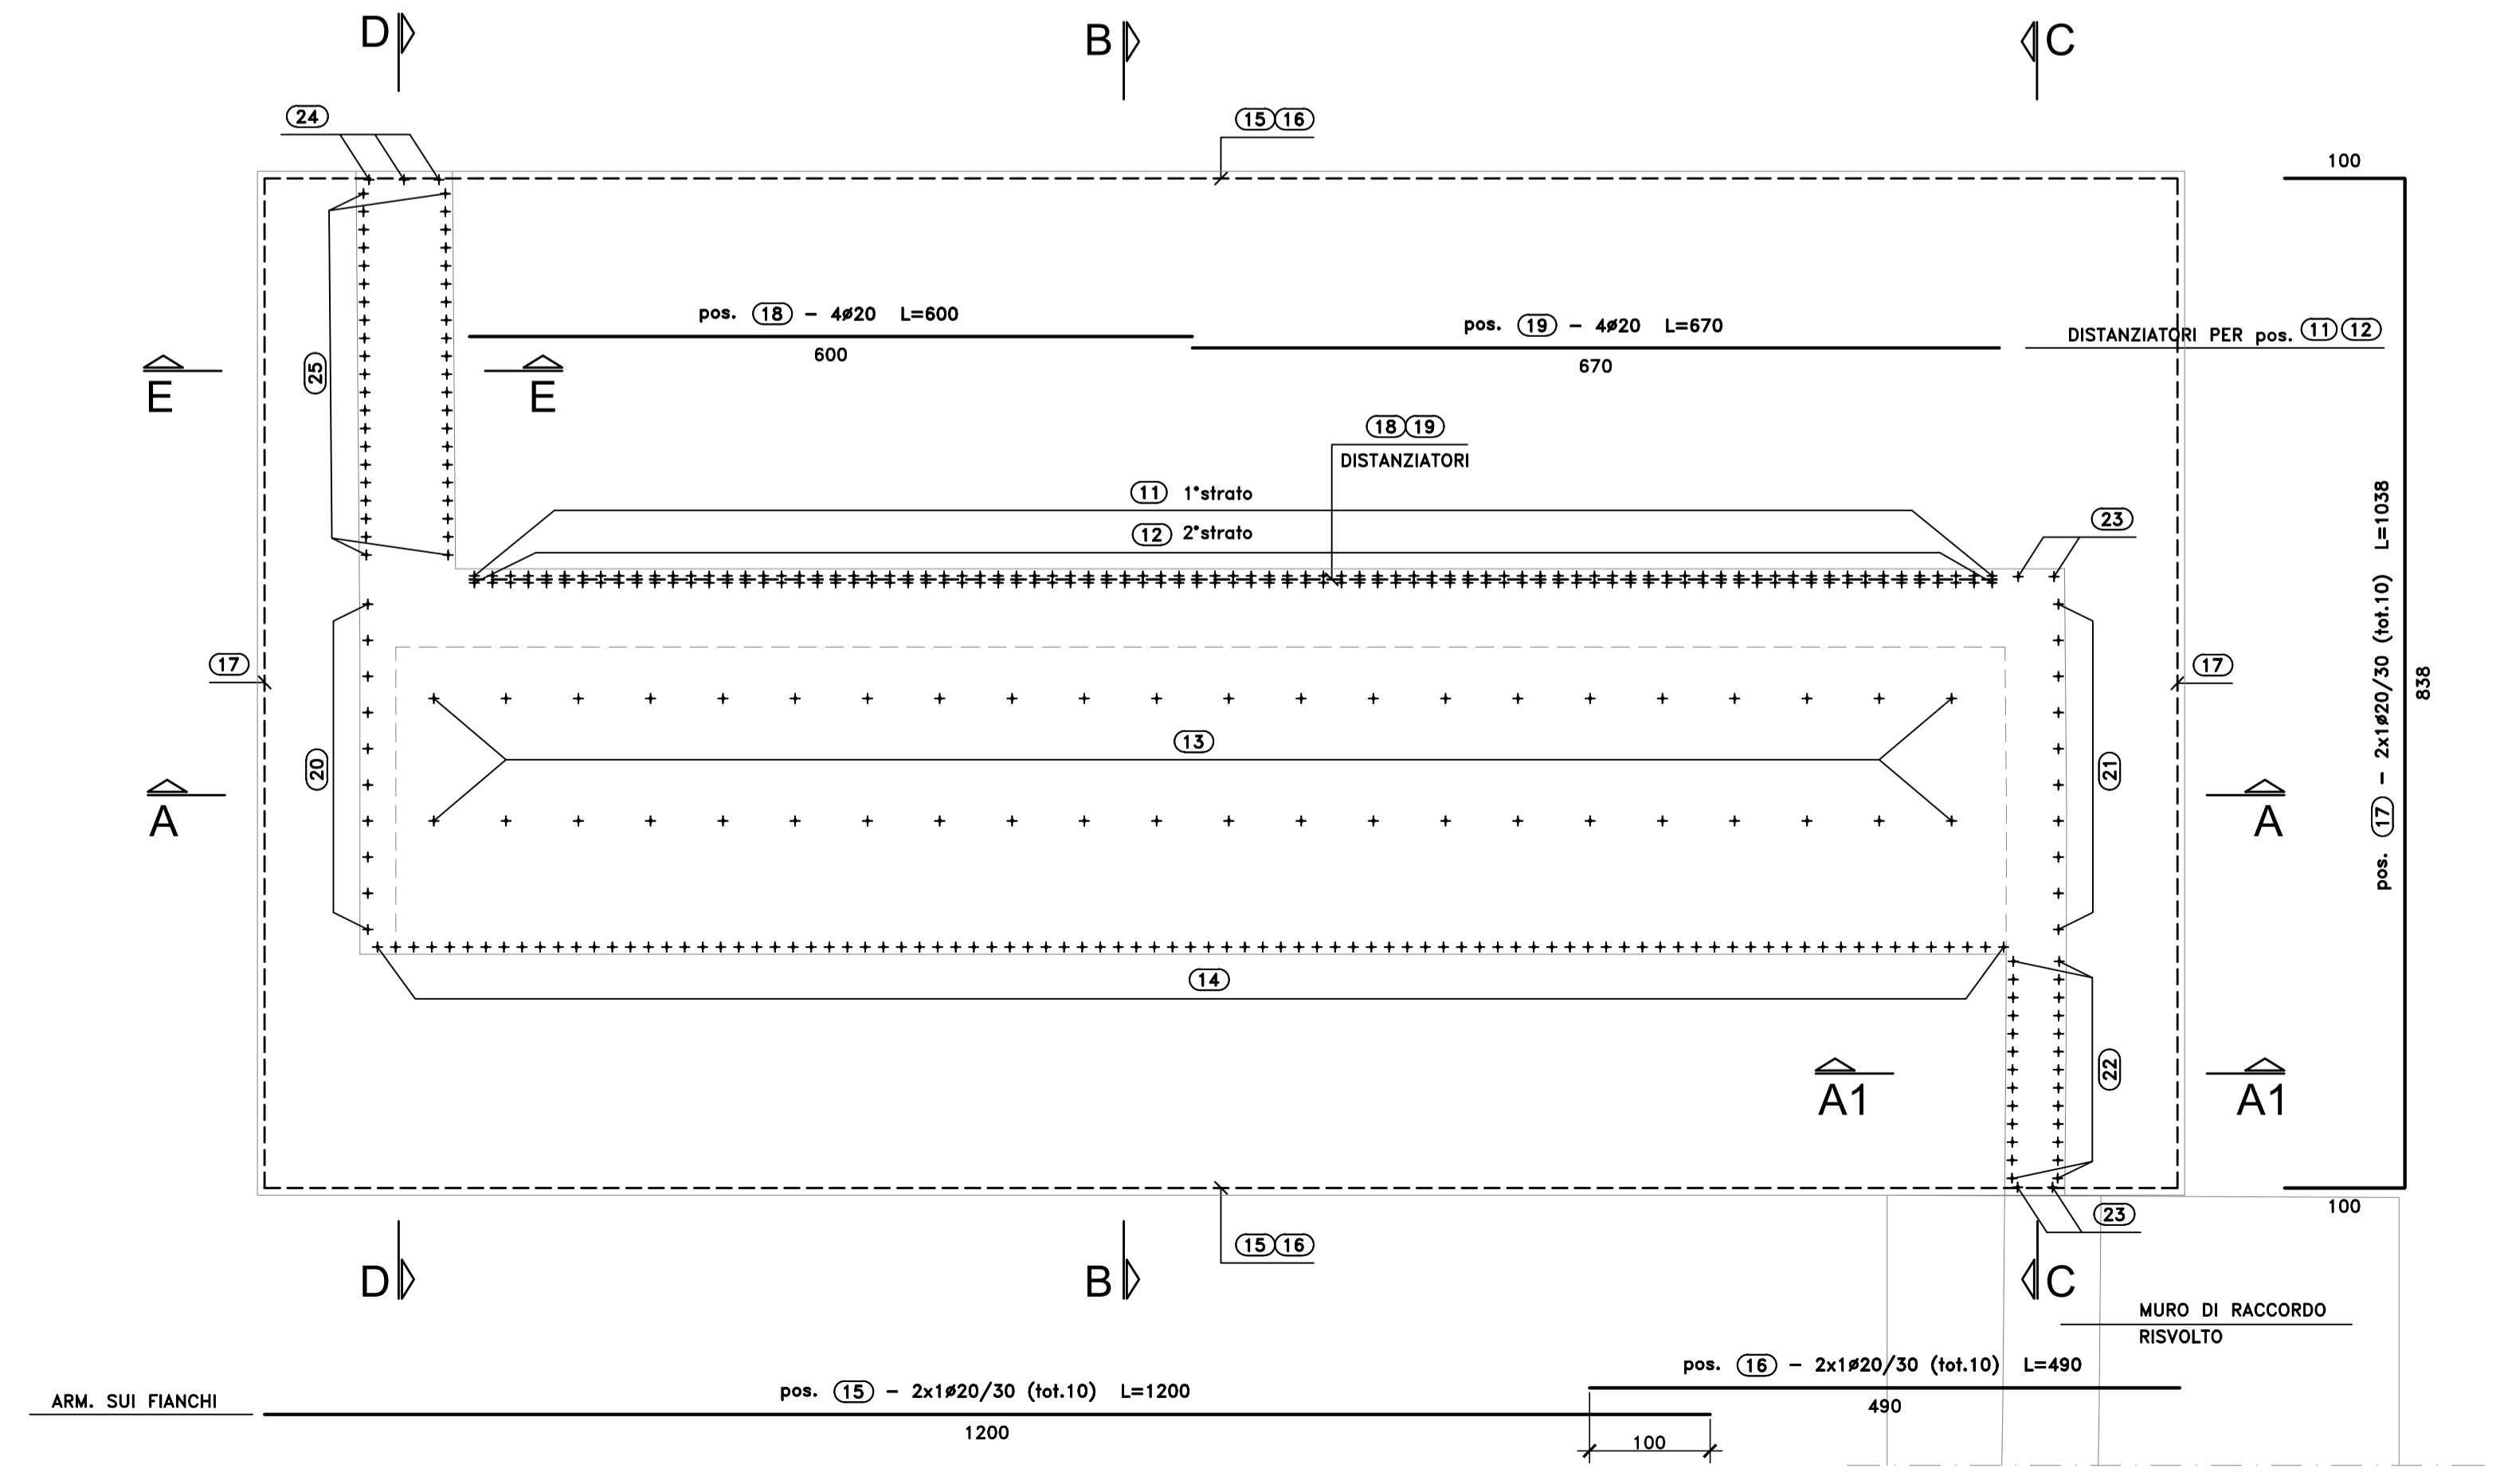 D
B
C
24
15 16
100
pos. 18 - 4ø20 L=600
600
pos. 19 - 4ø20 L=670
670
DISTANZIATORI PER pos. 11 12
E
E
25
18 19
DISTANZIATORI
11 1°strato
12 2°strato
23
17
17
pos. 17 - 2x1ø20/30 (tot.10) L=1038
838
13
20
21
A
A
14
22
A1
A1
100
23
15 16
D
B
C
MURO DI RACCORDO
RISVOLTO
pos. 16 - 2x1ø20/30 (tot.10) L=490
490
ARM. SUI FIANCHI
pos. 15 - 2x1ø20/30 (tot.10) L=1200
1200
100